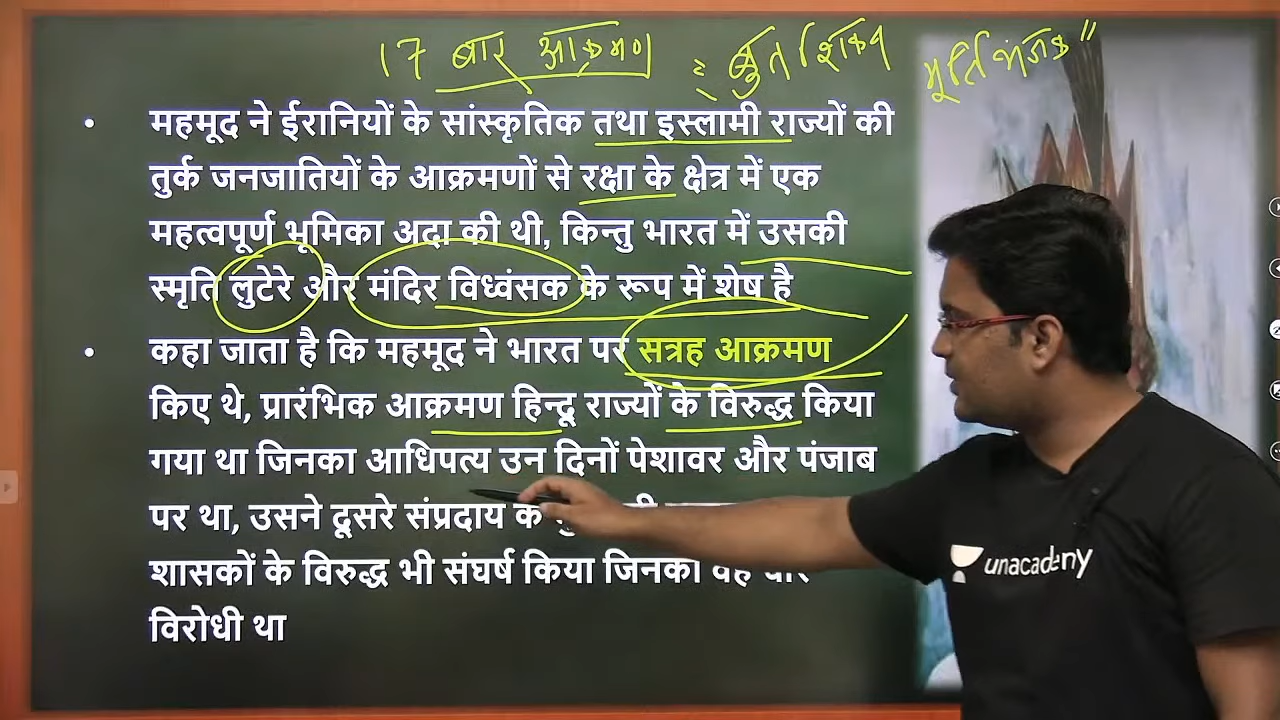 17 बार आक्रमण = बुत शिकन मूर्ति भंजक"
• महमूद ने ईरानियों के सांस्कृतिक तथा इस्लामी राज्यों की
तुर्क जनजातियों के आक्रमणों से रक्षा के क्षेत्र में एक
महत्वपूर्ण भूमिका अदा की थी, किन्तु भारत में उसकी
स्मृति लुटेरे और मंदिर विध्वंसक के रूप में शेष है
• कहा जाता है कि महमूद ने भारत पर सत्रह आक्रमण
किए थे, प्रारंभिक आक्रमण हिन्दू राज्यों के विरुद्ध किया
गया था जिनका आधिपत्य उन दिनों पेशावर और पंजाब
पर था, उसने दूसरे संप्रदाय
शासकों के विरुद्ध भी संघर्ष किया जिनका वह
विरोधी था
unacademy